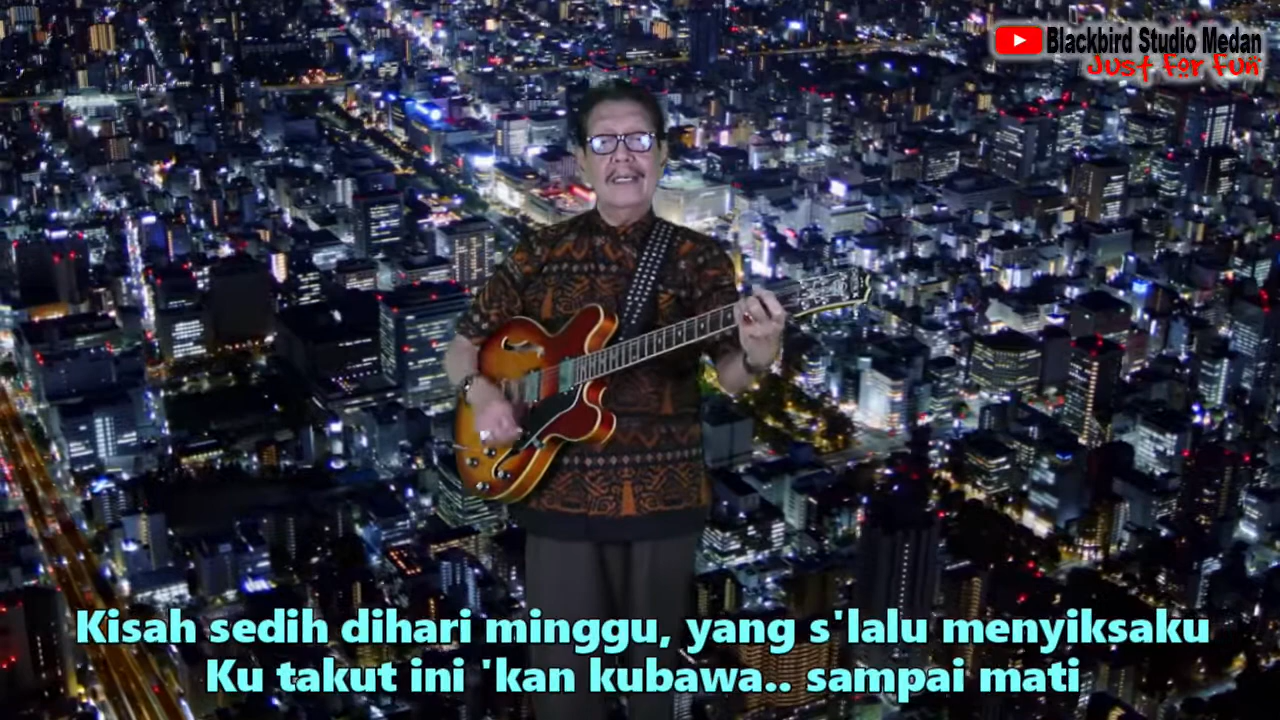 Blackbird Studio Medan
Just For Fun
Kisah sedih dihari minggu, yang s'lalu menyiksaku
Ku takut ini 'kan kubawa.. sampai mati